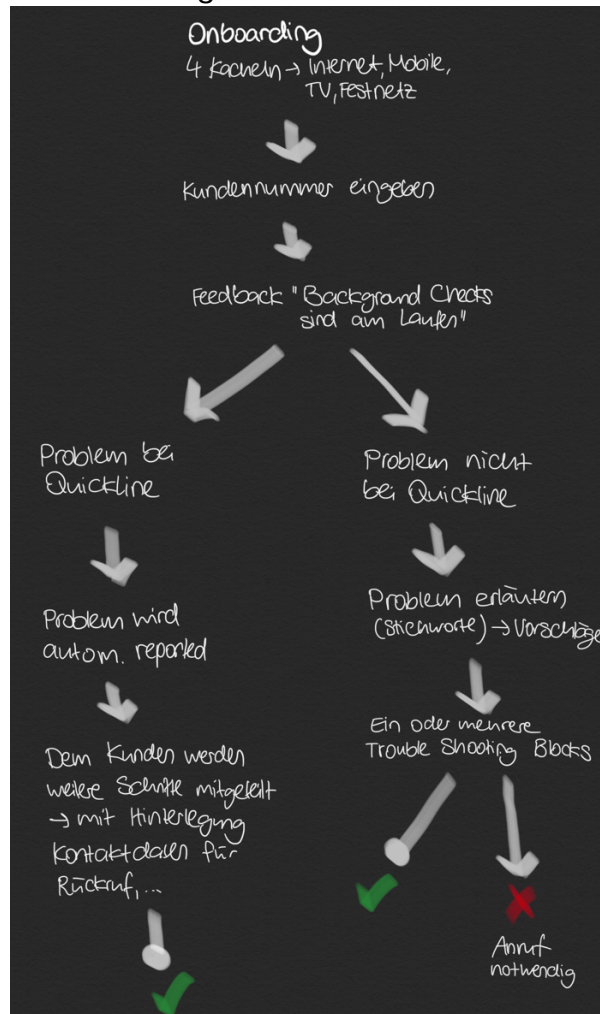 Onboarding
4 Kacheln → Internet, Mobile,
TV, Festnetz
Kundennummer eingeben
Feedback "Background Checks
sind am Laufen"
Problem bei
Quickline
Problem wird
autom. reported
Dem Kunden werden
weitere Schritte mitgeteilt
→ mit Hinterlegung
Kontaktdaten für
Rückruf, ...
Problem nicht
bei Quickline
Problem erläutern
(Stichworte) → Vorschläge
Ein oder mehrere
Trouble Shooting Blocks
Anruf
notwendig